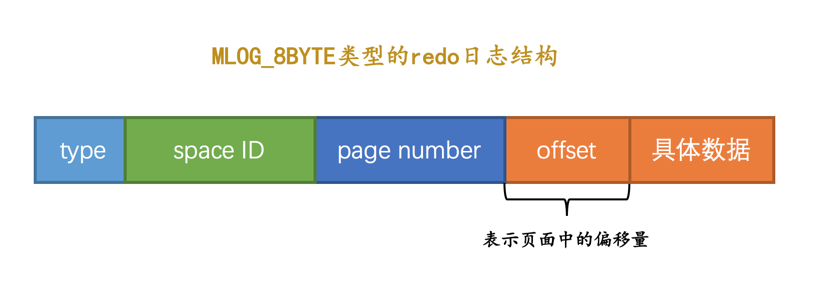 MLOG_8BYTE类型的redo日志结构
type space ID page number offset 具体数据
表示页面中的偏移量